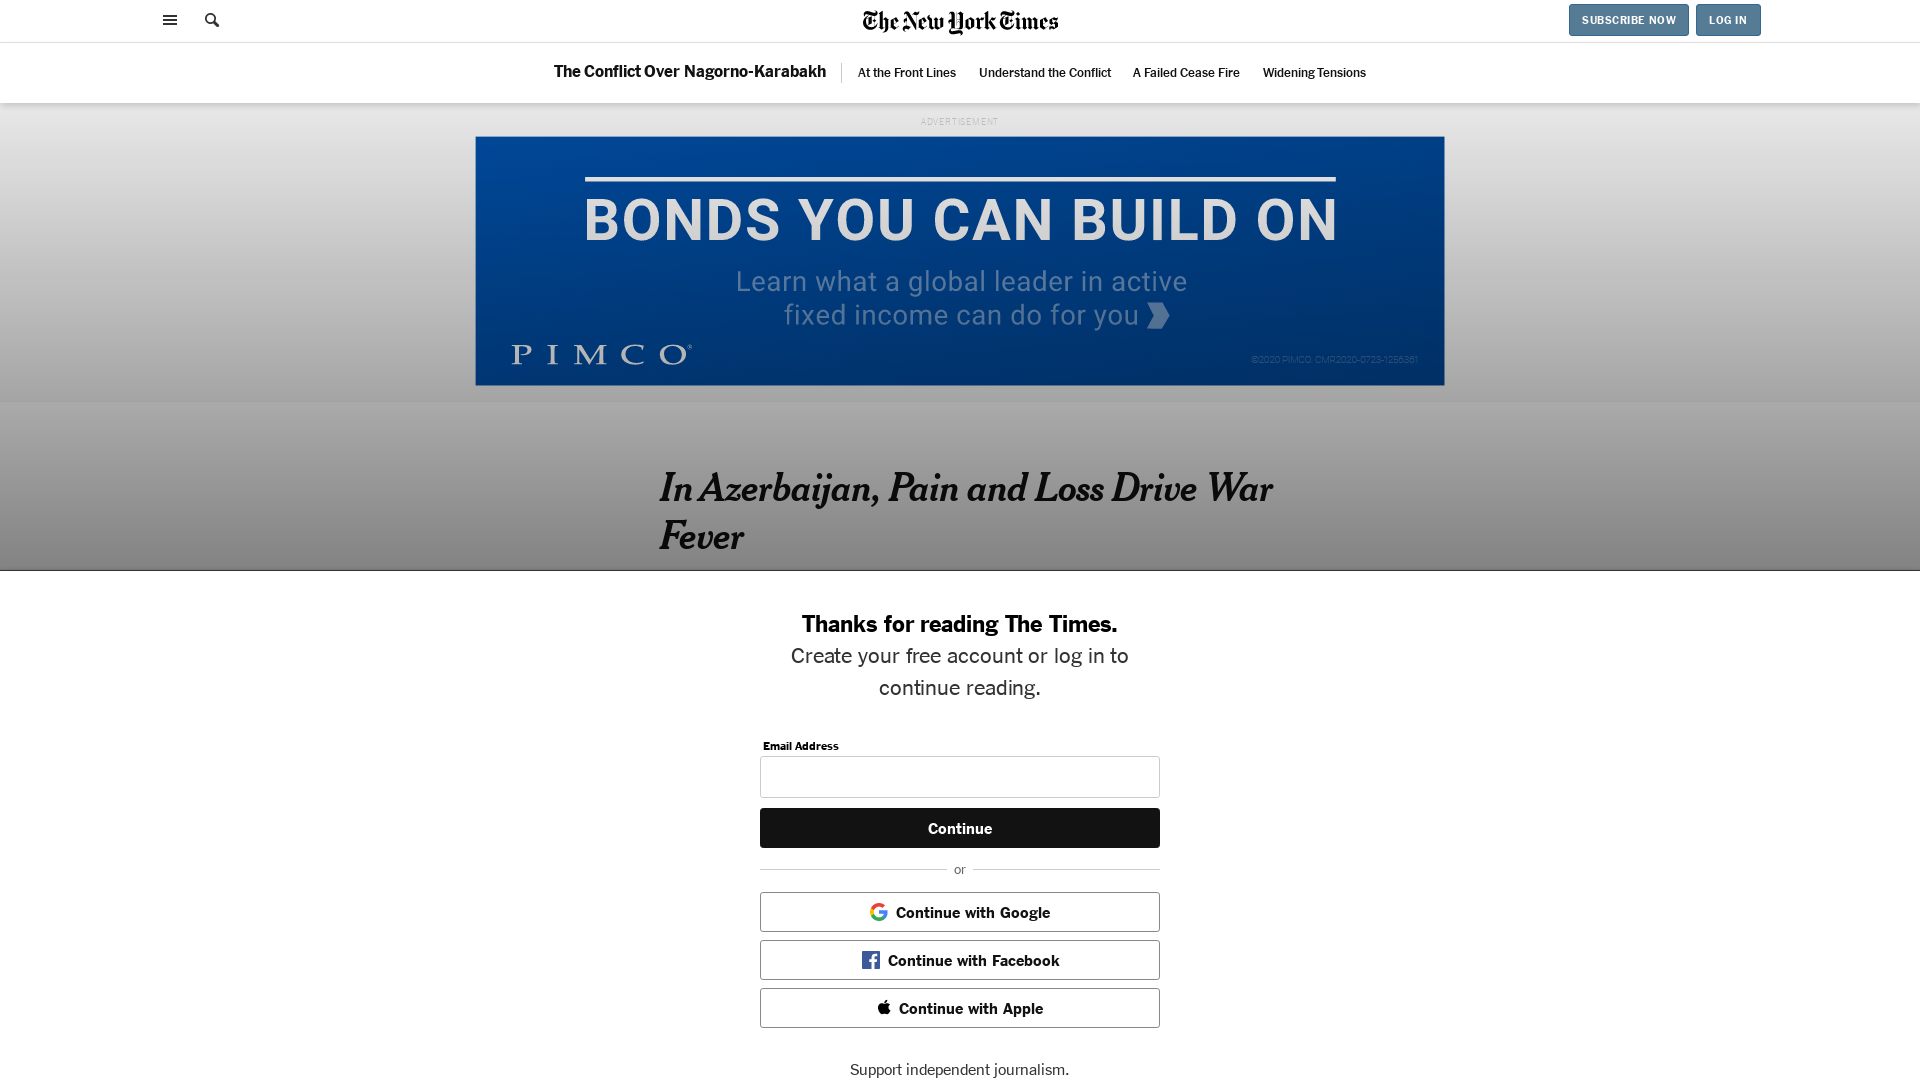 The New York Times
SUBSCRIBE NOW
LOG IN
The Conflict Over Nagorno-Karabakh
At the Front Lines
Understand the Conflict
A Failed Cease Fire
Widening Tensions
ADVERTISEMENT
BONDS YOU CAN BUILD ON
Learn what a global leader in active
fixed income can do for you
PIMCO®
©2020 PIMCO. CMR2020-0723-1256361
In Azerbaijan, Pain and Loss Drive War
Fever
Thanks for reading The Times.
Create your free account or log in to
continue reading.
Email Address
Continue
or
Continue with Google
Continue with Facebook
Continue with Apple
Support independent journalism.